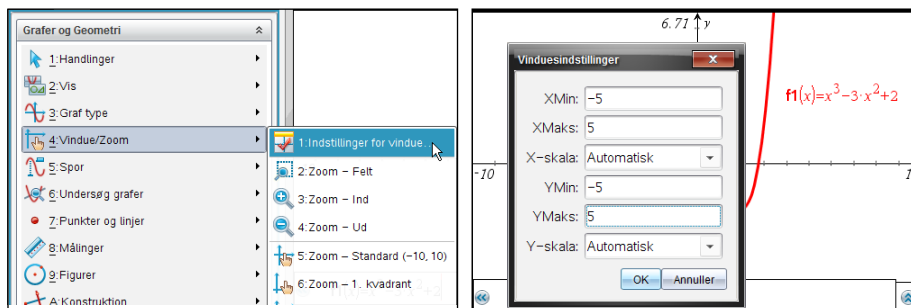 Grafer og Geometri
1:Handlinger
2:Vis
3:Graf type
4:Vindue/Zoom
5:Spor
6:Undersøg grafer
7:Punkter og linjer
8:Målinger
9:Figurer
A:Konstruktion
1:Indstillinger for vindue...
2:Zoom – Felt
3:Zoom – Ind
4:Zoom – Ud
5:Zoom – Standard (-10, 10)
6:Zoom – 1. kvadrant
6.71 y
Vinduesindstillinger
XMin: -5
XMaks: 5
X-skala: Automatisk
YMin: -5
YMaks: 5
Y-skala: Automatisk
OK Annuller
f1(x)=x³-3·x²+2
-10